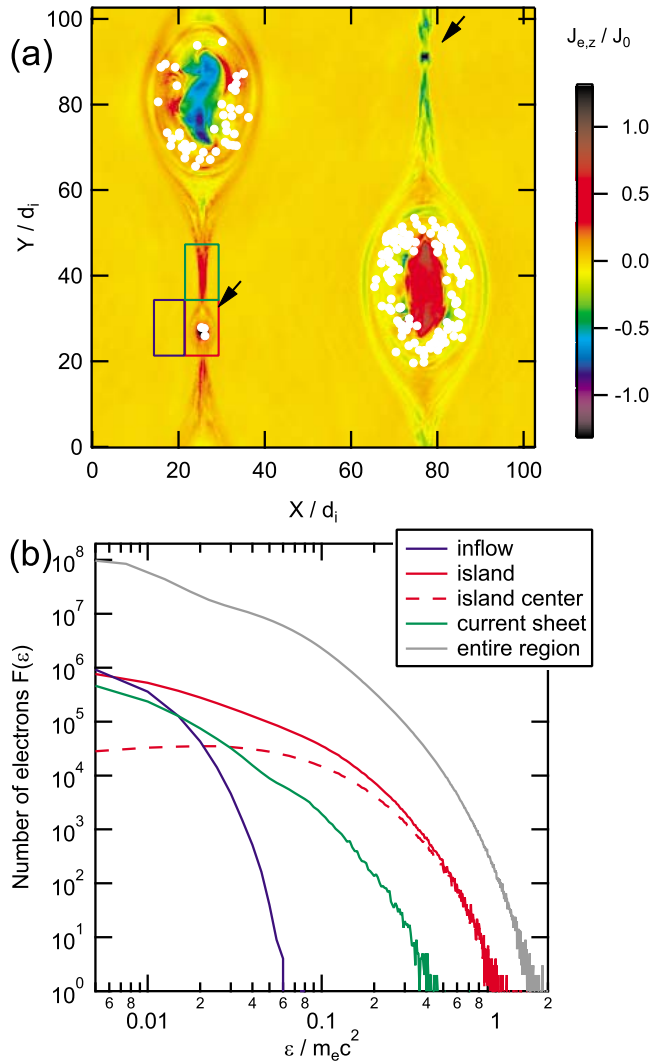 (a)
J_e,z / J_0
100
80
60
40
20
0
Y / d_i
0
20
40
60
80
100
X / d_i
1.0
0.5
0.0
-0.5
-1.0
(b)
inflow
island
island center
current sheet
entire region
10^8
10^7
10^6
10^5
10^4
10^3
10^2
10^1
10^0
Number of electrons F(ε)
6 8 2 4 6 8 2 4 6 8 2
0.01 0.1 1
ε / m_e c^2